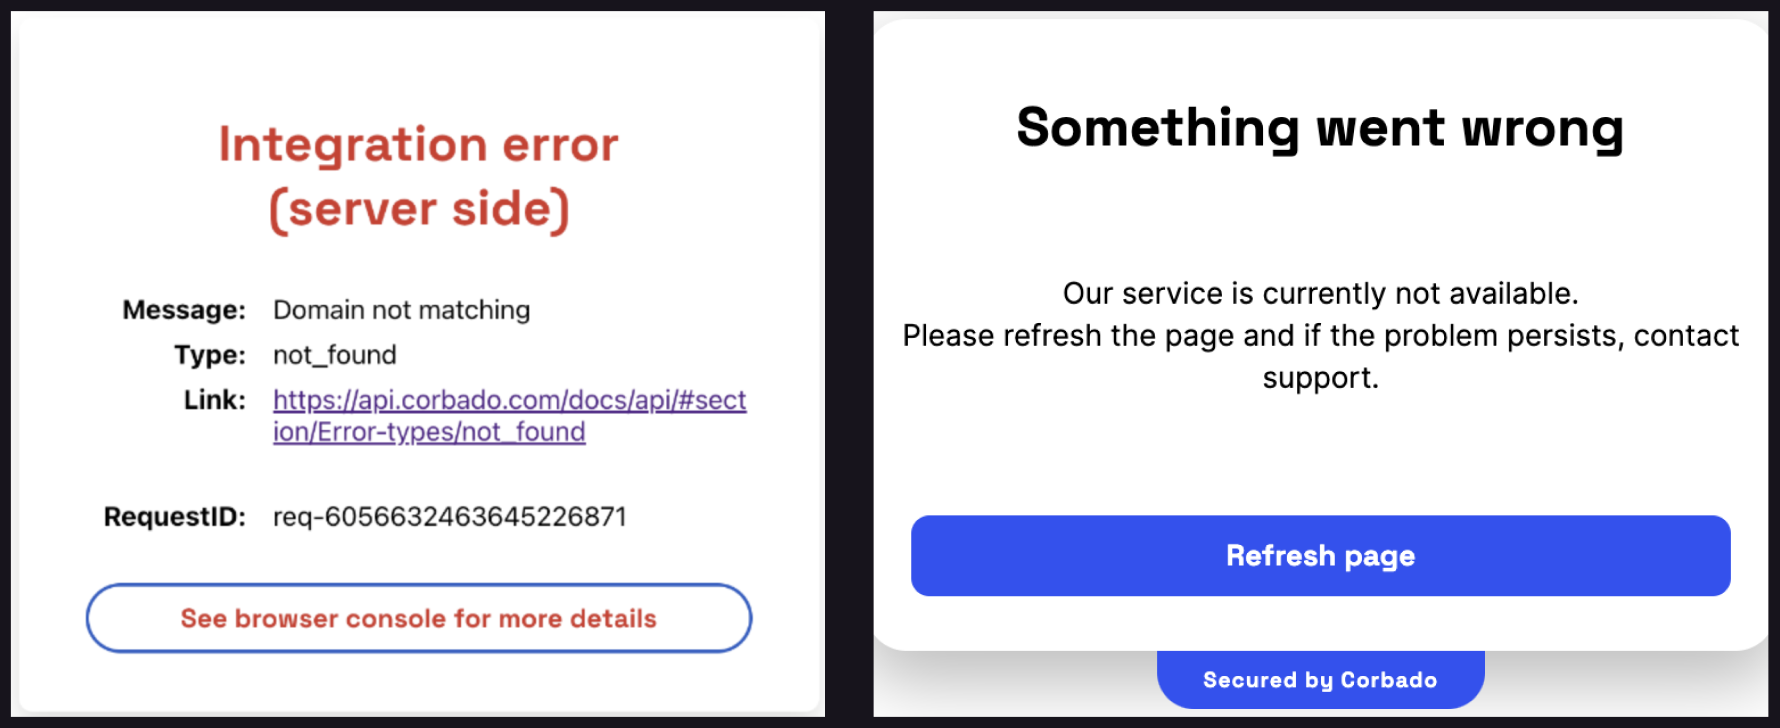 Integration error
(server side)
Message: Domain not matching
Type: not_found
Link: https://api.corbado.com/docs/api/#sect
ion/Error-types/not_found
RequestID: req-6056632463645226871
See browser console for more details
Something went wrong
Our service is currently not available.
Please refresh the page and if the problem persists, contact
support.
Refresh page
Secured by Corbado